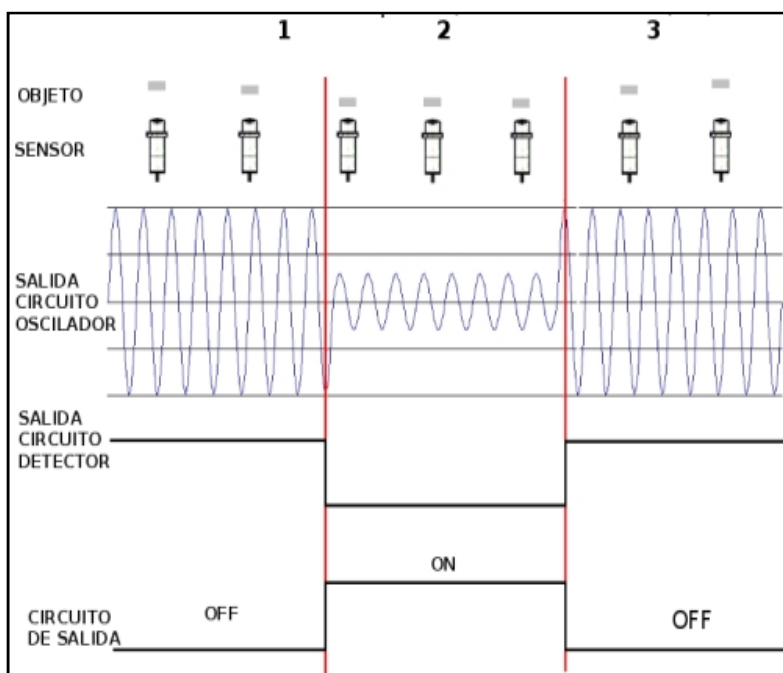 1 2 3
OBJETO
SENSOR
SALIDA
CIRCUITO
OSCILADOR
SALIDA
CIRCUITO
DETECTOR
ON
OFF
OFF
CIRCUITO
DE SALIDA